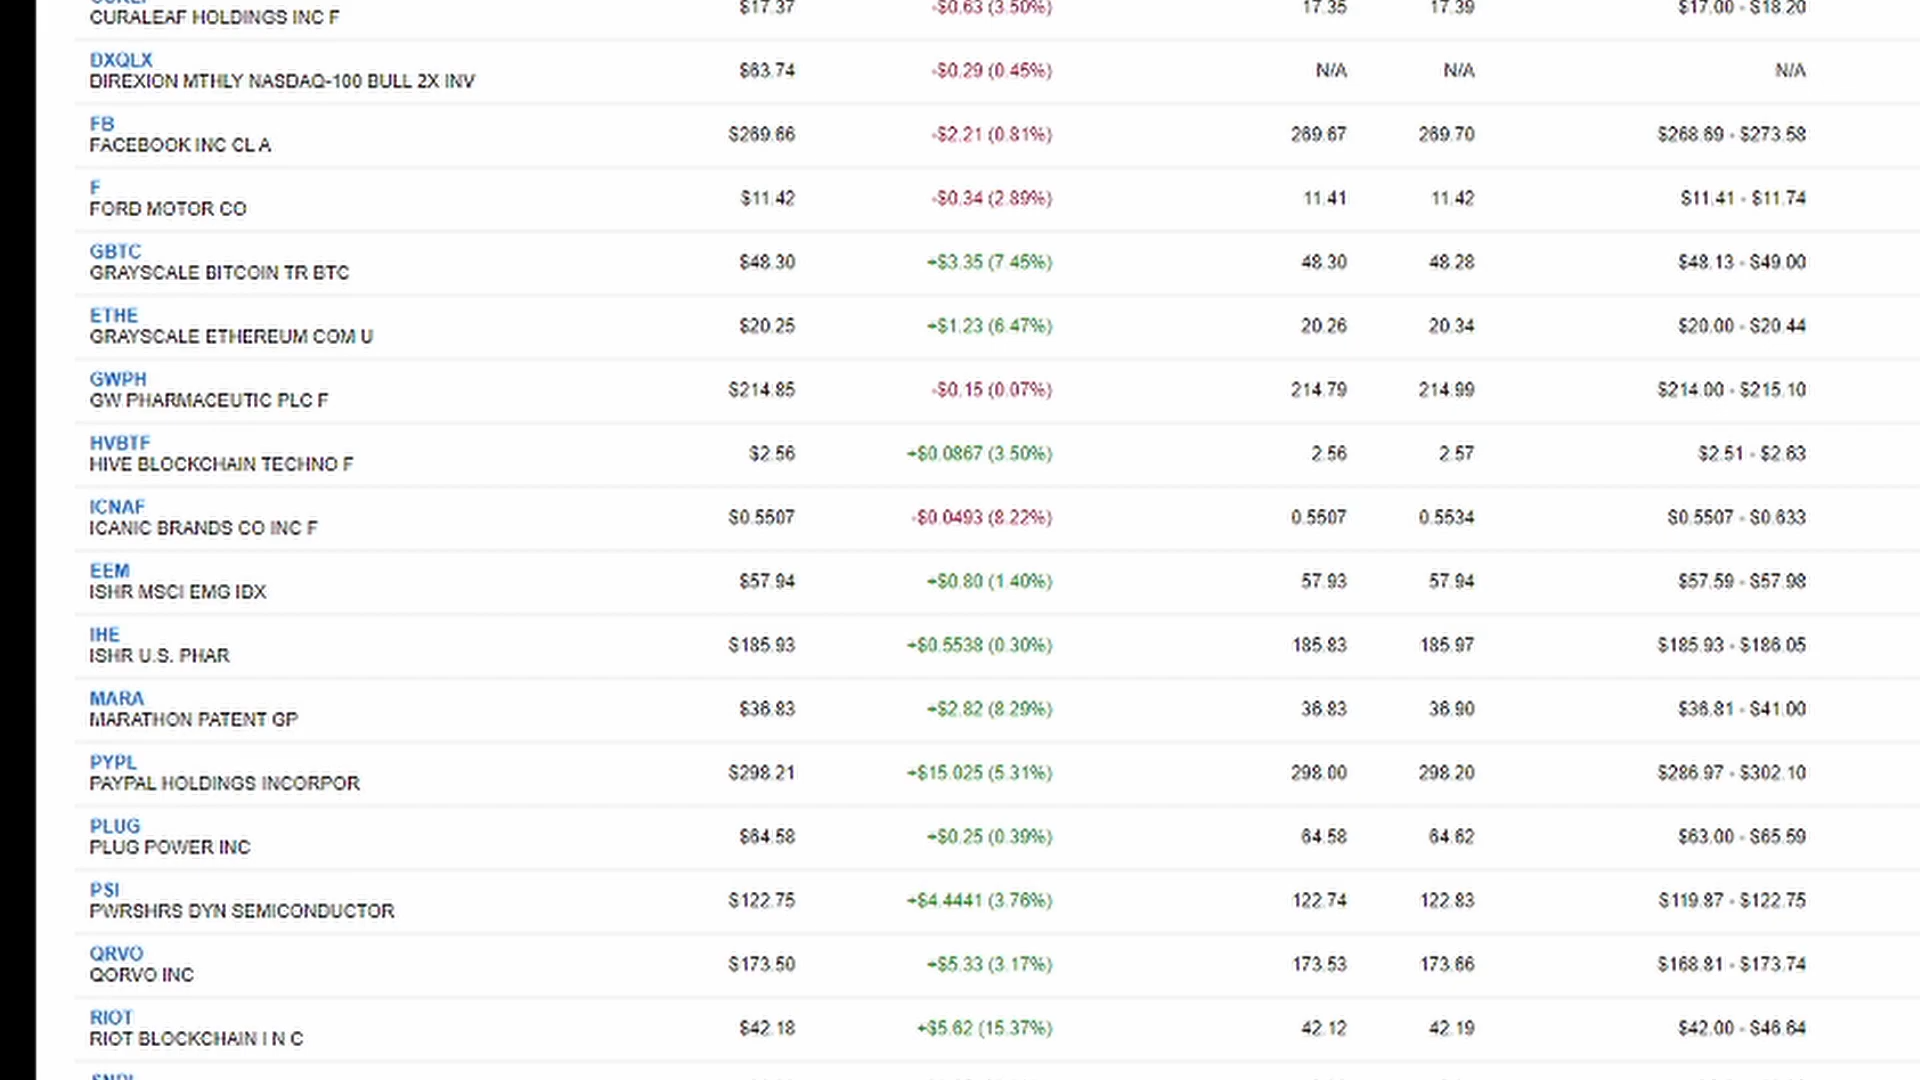 CURALEAF HOLDINGS INC F $17.37 -$0.63 (3.50%) 17.35 17.39 $17.00 - $18.20
DXQLX
DIREXION MTHLY NASDAQ-100 BULL 2X INV $63.74 -$0.29 (0.45%) N/A N/A N/A
FB
FACEBOOK INC CL A $269.66 -$2.21 (0.81%) 269.67 269.70 $268.69 - $273.58
F
FORD MOTOR CO $11.42 -$0.34 (2.89%) 11.41 11.42 $11.41 - $11.74
GBTC
GRAYSCALE BITCOIN TR BTC $48.30 +$3.35 (7.45%) 48.30 48.28 $48.13 - $49.00
ETHE
GRAYSCALE ETHEREUM COM U $20.25 +$1.23 (6.47%) 20.26 20.34 $20.00 - $20.44
GWPH
GW PHARMACEUTIC PLC F $214.85 -$0.15 (0.07%) 214.79 214.99 $214.00 - $215.10
HVBTF
HIVE BLOCKCHAIN TECHNO F $2.56 +$0.0867 (3.50%) 2.56 2.57 $2.51 - $2.63
ICNAF
ICANIC BRANDS CO INC F $0.5507 -$0.0493 (8.22%) 0.5507 0.5534 $0.5507 - $0.633
EEM
ISHR MSCI EMG IDX $57.94 +$0.80 (1.40%) 57.93 57.94 $57.59 - $57.98
IHE
ISHR U.S. PHAR $185.93 +$0.5538 (0.30%) 185.83 185.97 $185.93 - $186.05
MARA
MARATHON PATENT GP $36.83 +$2.82 (8.29%) 36.83 36.90 $36.81 - $41.00
PYPL
PAYPAL HOLDINGS INCORPOR $298.21 +$15.025 (5.31%) 298.00 298.20 $286.97 - $302.10
PLUG
PLUG POWER INC $64.58 +$0.25 (0.39%) 64.58 64.62 $63.00 - $65.59
PSI
PWRSHRS DYN SEMICONDUCTOR $122.75 +$4.4441 (3.76%) 122.74 122.83 $119.87 - $122.75
QRVO
QORVO INC $173.50 +$5.33 (3.17%) 173.53 173.66 $168.81 - $173.74
RIOT
RIOT BLOCKCHAIN I N C $42.18 +$5.62 (15.37%) 42.12 42.19 $42.00 - $46.64